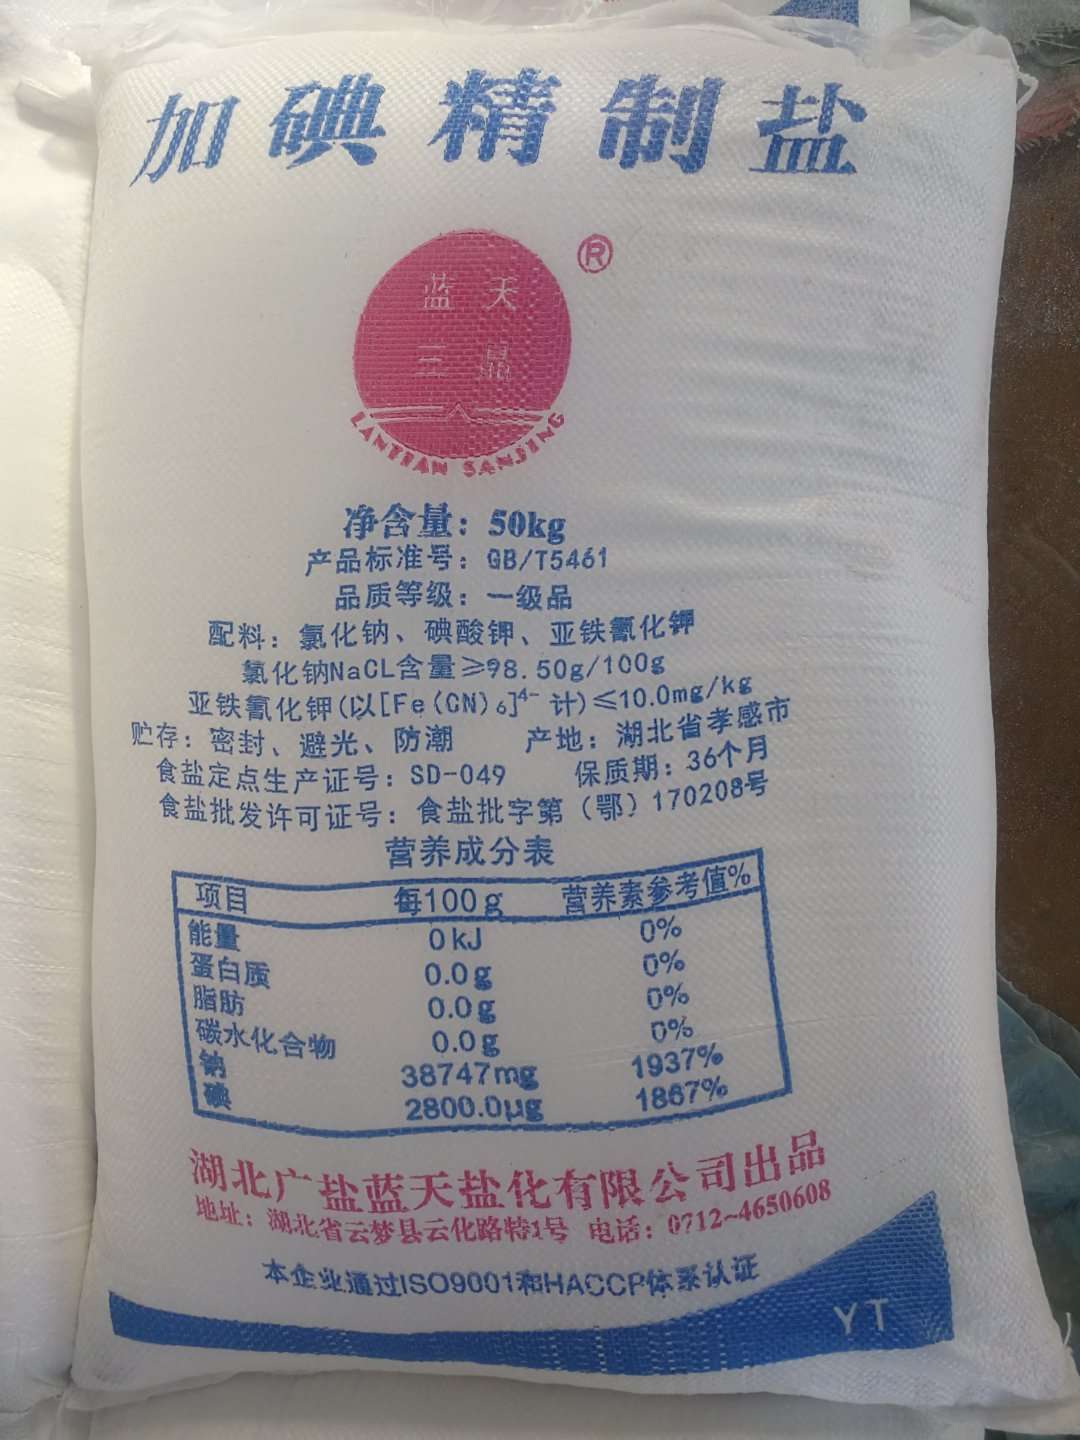 加碘精制盐
®
蓝天
三晶
LANTIAN SANJING
净含量：50kg
产品标准号：GB/T5461
品质等级：一级品
配料：氯化钠、碘酸钾、亚铁氰化钾
氯化钠NaCL含量≥98.50g/100g
亚铁氰化钾(以[Fe(CN)₆]⁴⁻ 计)≤10.0mg/kg
贮存：密封、避光、防潮 产地：湖北省孝感市
食盐定点生产证号：SD-049 保质期：36个月
食盐批发许可证号：食盐批字第（鄂）170208号
营养成分表
项目 每100g 营养素参考值%
能量 0kJ 0%
蛋白质 0.0g 0%
脂肪 0.0g 0%
碳水化合物 0.0g 0%
钠 38747mg 1937%
碘 2800.0μg 1867%
湖北广盐蓝天盐化有限公司出品
地址：湖北省云梦县云化路特1号 电话：0712-4650608
本企业通过ISO9001和HACCP体系认证
YT